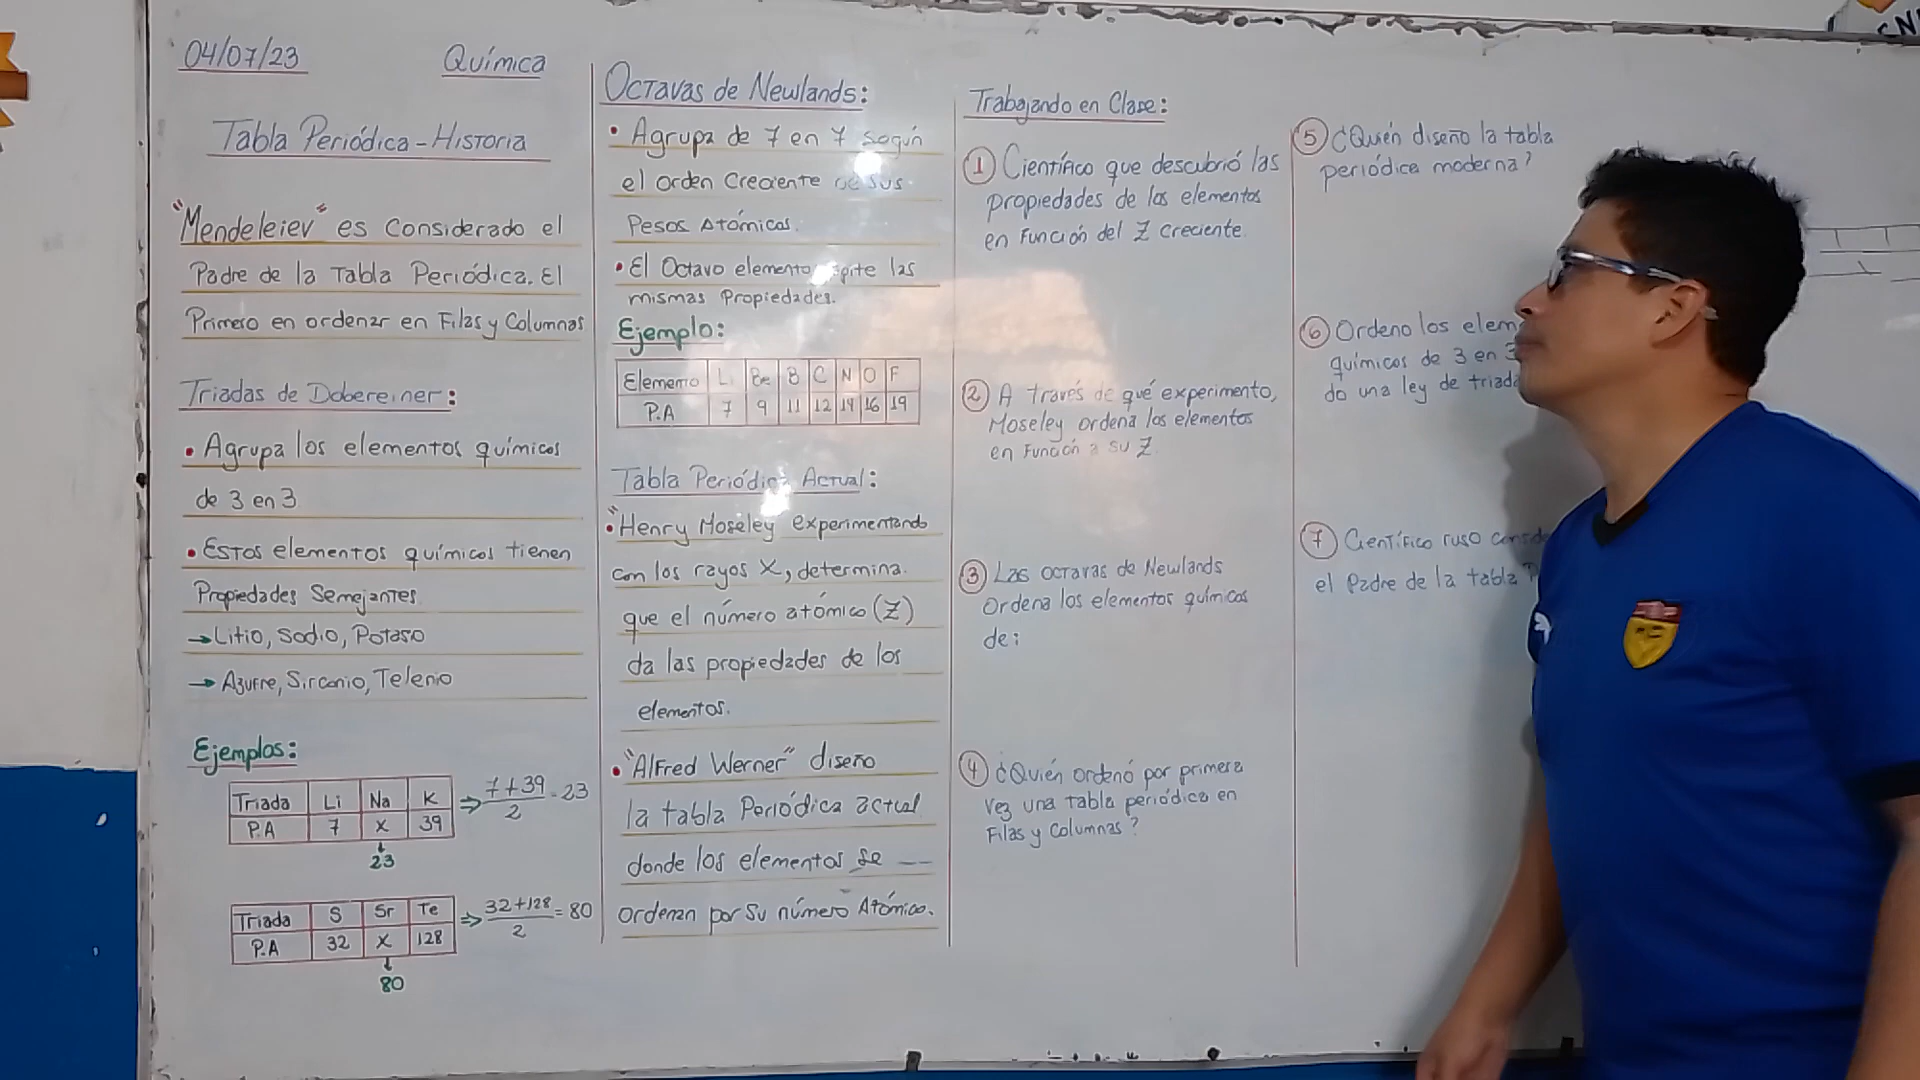 04/07/23 Química
Tabla Periódica - Historia
"Mendeleiev" es considerado el
Padre de la Tabla Periódica. El
Primero en ordenar en Filas y Columnas
Triadas de Dobereiner:
• Agrupa los elementos químicos
de 3 en 3
• Estos elementos químicos tienen
Propiedades Semejantes.
→ Litio, Sodio, Potaso
→ Azufre, Sirconio, Telenio
Ejemplos:
Triada Li Na K ⇒ 7+39/2 = 23
P.A 7 x 39
23
Triada S Sr Te ⇒ 32+128/2 = 80
P.A 32 X 128
80
Octavas de Newlands:
• Agrupa de 7 en 7 según
el orden Creciente de sus
Pesos Atómicos.
• El Octavo elemento las
mismas Propiedades.
Ejemplo:
Elemento Li Be B C N O F
P.A 7 9 11 12 14 16 19
Tabla Periódica Actual:
• "Henry Moseley experimentando
con los rayos X, determina
que el número atómico (Z)
da las propiedades de los
elementos.
• "Alfred Werner" diseño
la tabla Periódica actual
donde los elementos se
ordenan por su número Atómico.
Trabajando en Clase:
1 Científico que descubrió las
propiedades de los elementos
en Función del Z creciente.
2 A través de qué experimento,
Moseley ordena los elementos
en Función a su Z.
3 Las octavas de Newlands
Ordena los elementos químicos
de:
4 ¿Quién ordenó por primera
vez una tabla periódica en
Filas y Columnas?
5 ¿Quién diseño la tabla
periódica moderna?
6 Ordeno los elem
químicos de 3 en 3
do una ley de triada
7 Científico ruso conside
el Padre de la tabla?